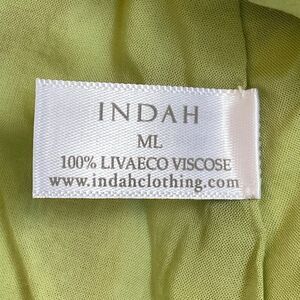 INDAH
ML
100% LIVAECO VISCOSE
www.indahclothing.com